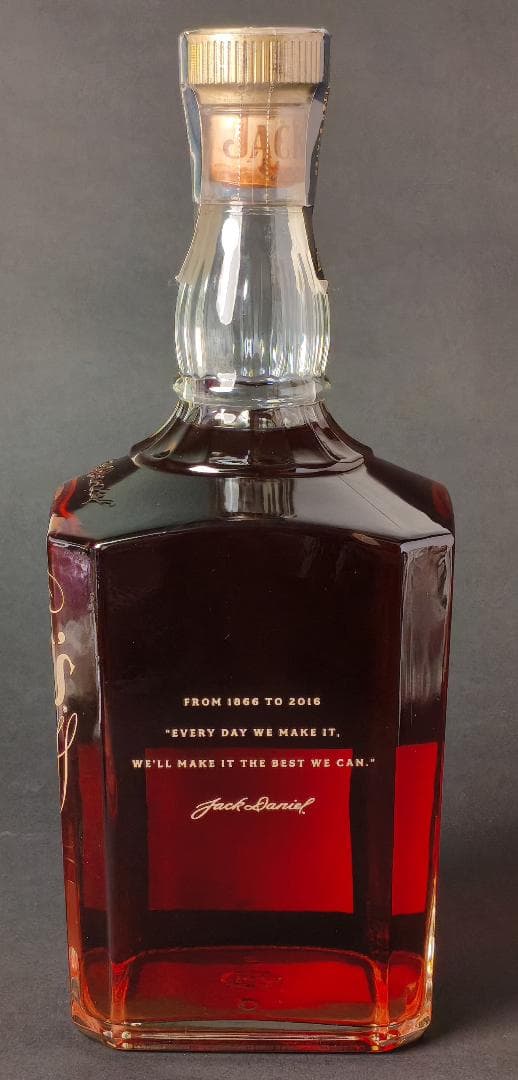 FROM 1866 TO 2016
"EVERY DAY WE MAKE IT,
WE'LL MAKE IT THE BEST WE CAN."
Jack Daniel